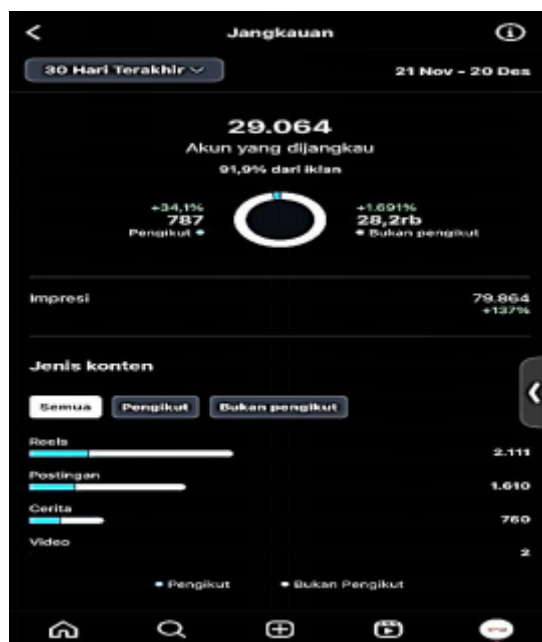 Jangkauan
30 Hari Terakhir
21 Nov - 20 Des
29.064
Akun yang dijangkau
91,9% dari iklan
+34,1%
787
Pengikut
+1.691%
28,2rb
Bukan pengikut
Impresi
79.864
+137%
Jenis konten
Semua Pengikut Bukan pengikut
Reels
2.111
Postingan
1.610
Cerita
760
Video
2
Pengikut Bukan Pengikut